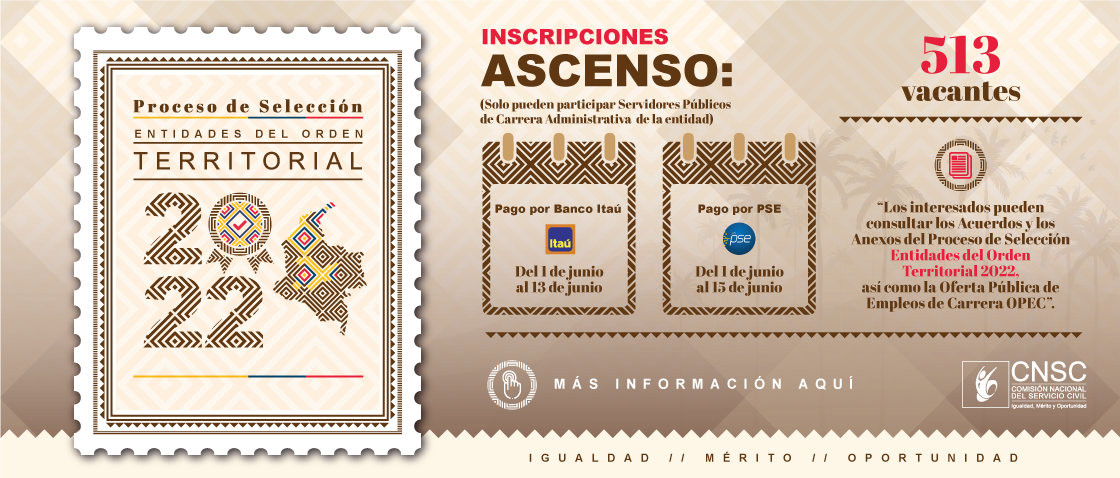 Proceso de Selección
ENTIDADES DEL ORDEN
TERRITORIAL
20
22
INSCRIPCIONES
ASCENSO:
(Solo pueden participar Servidores Públicos
de Carrera Administrativa de la entidad)
Pago por Banco Itaú
Itaú
Del 1 de junio
al 13 de junio
Pago por PSE
pse
Del 1 de junio
al 15 de junio
513
vacantes
“Los interesados pueden
consultar los Acuerdos y los
Anexos del Proceso de Selección
Entidades del Orden
Territorial 2022,
así como la Oferta Pública de
Empleos de Carrera OPEC”.
MÁS INFORMACIÓN AQUÍ
CNSC
COMISIÓN NACIONAL
DEL SERVICIO CIVIL
Igualdad, Mérito y Oportunidad
IGUALDAD // MÉRITO // OPORTUNIDAD